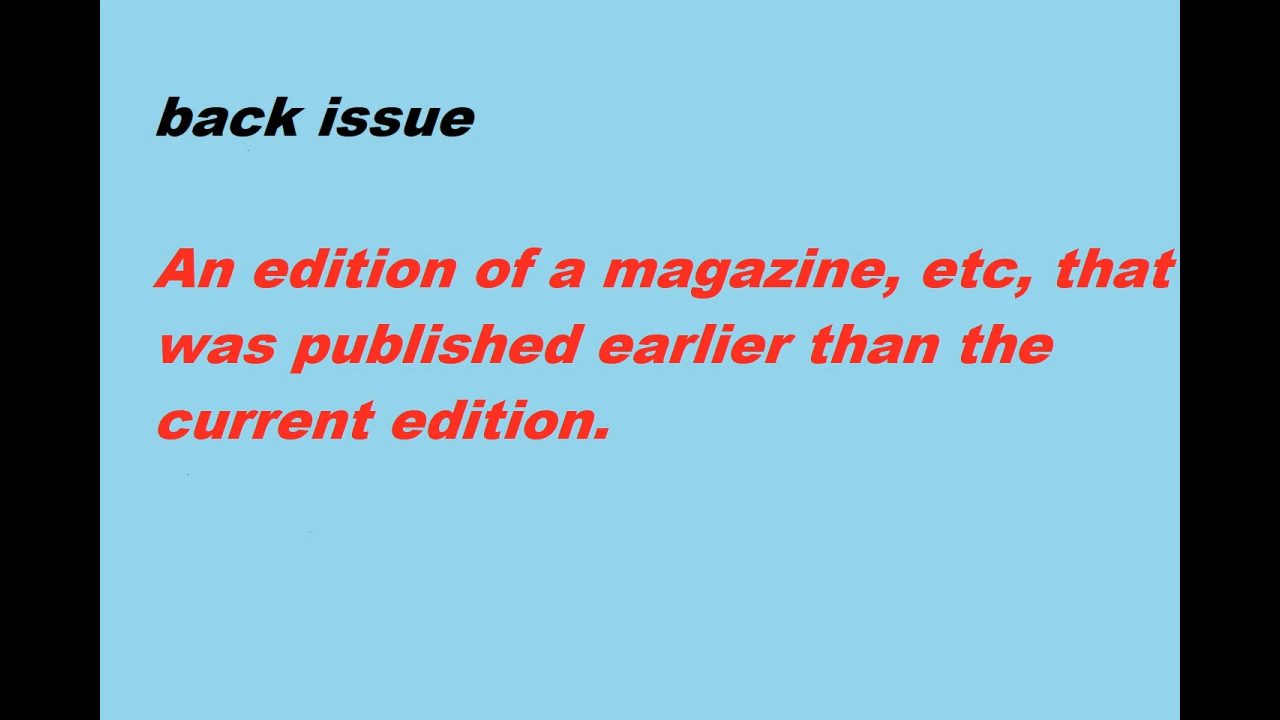 back issue
An edition of a magazine, etc, that
was published earlier than the
current edition.